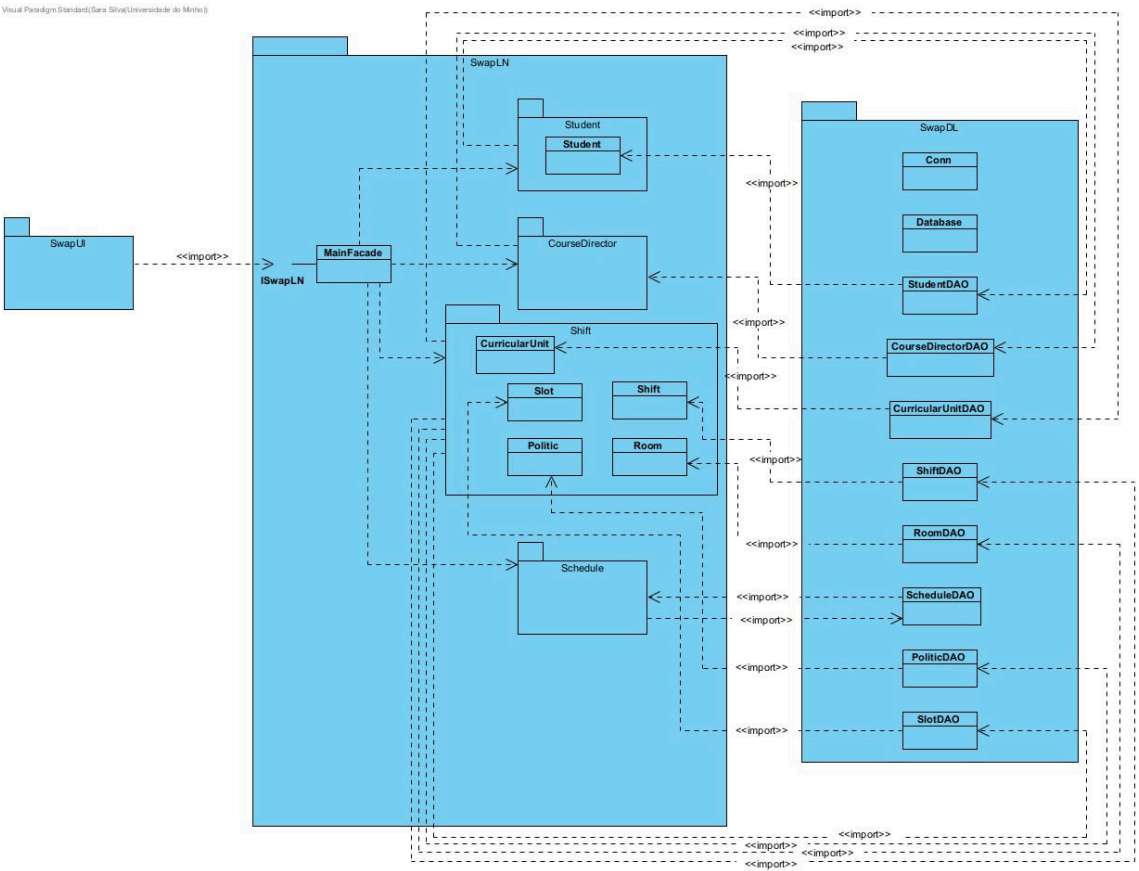 Visual Paradigm Standard(Sara Silva(Universidade do Minho))
<<import>>
<<import>>
<<import>>
SwapLN
Student
Student
SwapDL
Conn
<<import>>
Database
SwapUI
CourseDirector
<<import>>
MainFacade
ISwapLN
StudentDAO
<<import>>
Shift
CurricularUnit
CourseDirectorDAO
<<import>>
Slot
Shift
CurricularUnitDAO
Politic
Room
<<import>>
ShiftDAO
RoomDAO
<<import>>
Schedule
<<import>>
ScheduleDAO
<<import>>
PoliticDAO
<<import>>
SlotDAO
<<import>>
<<import>>
<<import>>
<<import>>
<<import>>